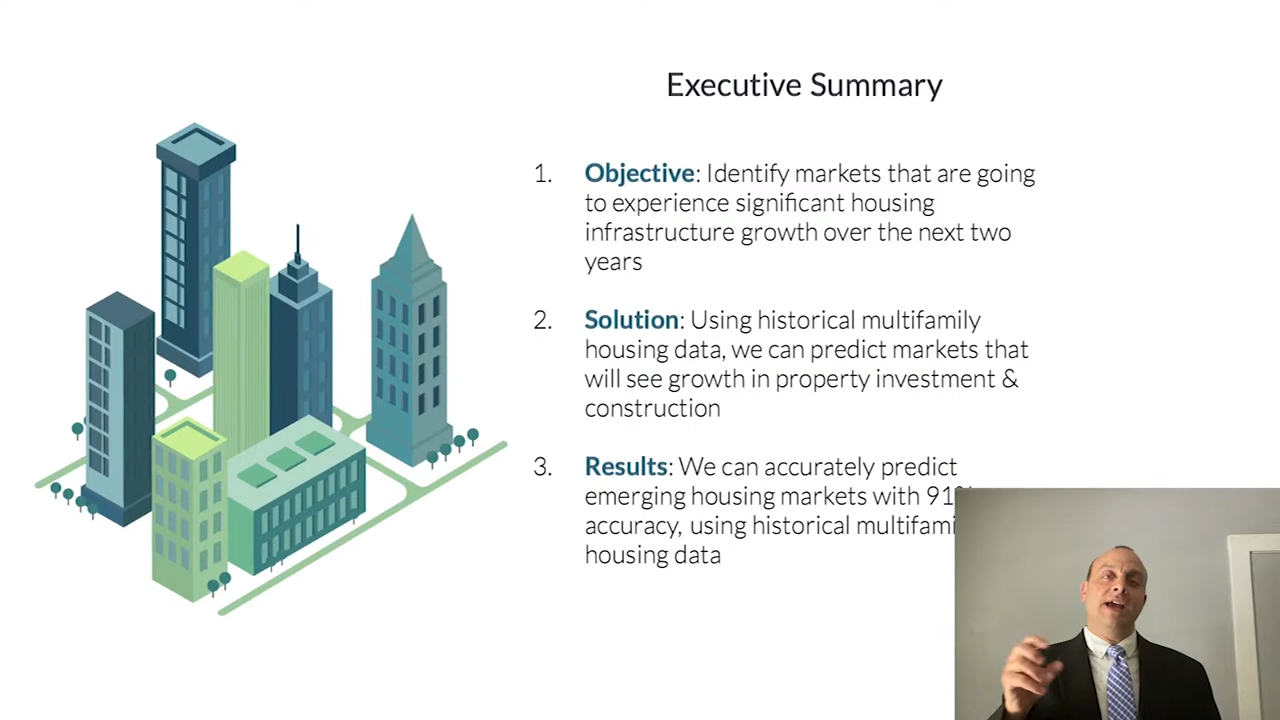 Executive Summary
1. Objective: Identify markets that are going
to experience significant housing
infrastructure growth over the next two
years
2. Solution: Using historical multifamily
housing data, we can predict markets that
will see growth in property investment &
construction
3. Results: We can accurately predict
emerging housing markets with 91%
accuracy, using historical
housing data